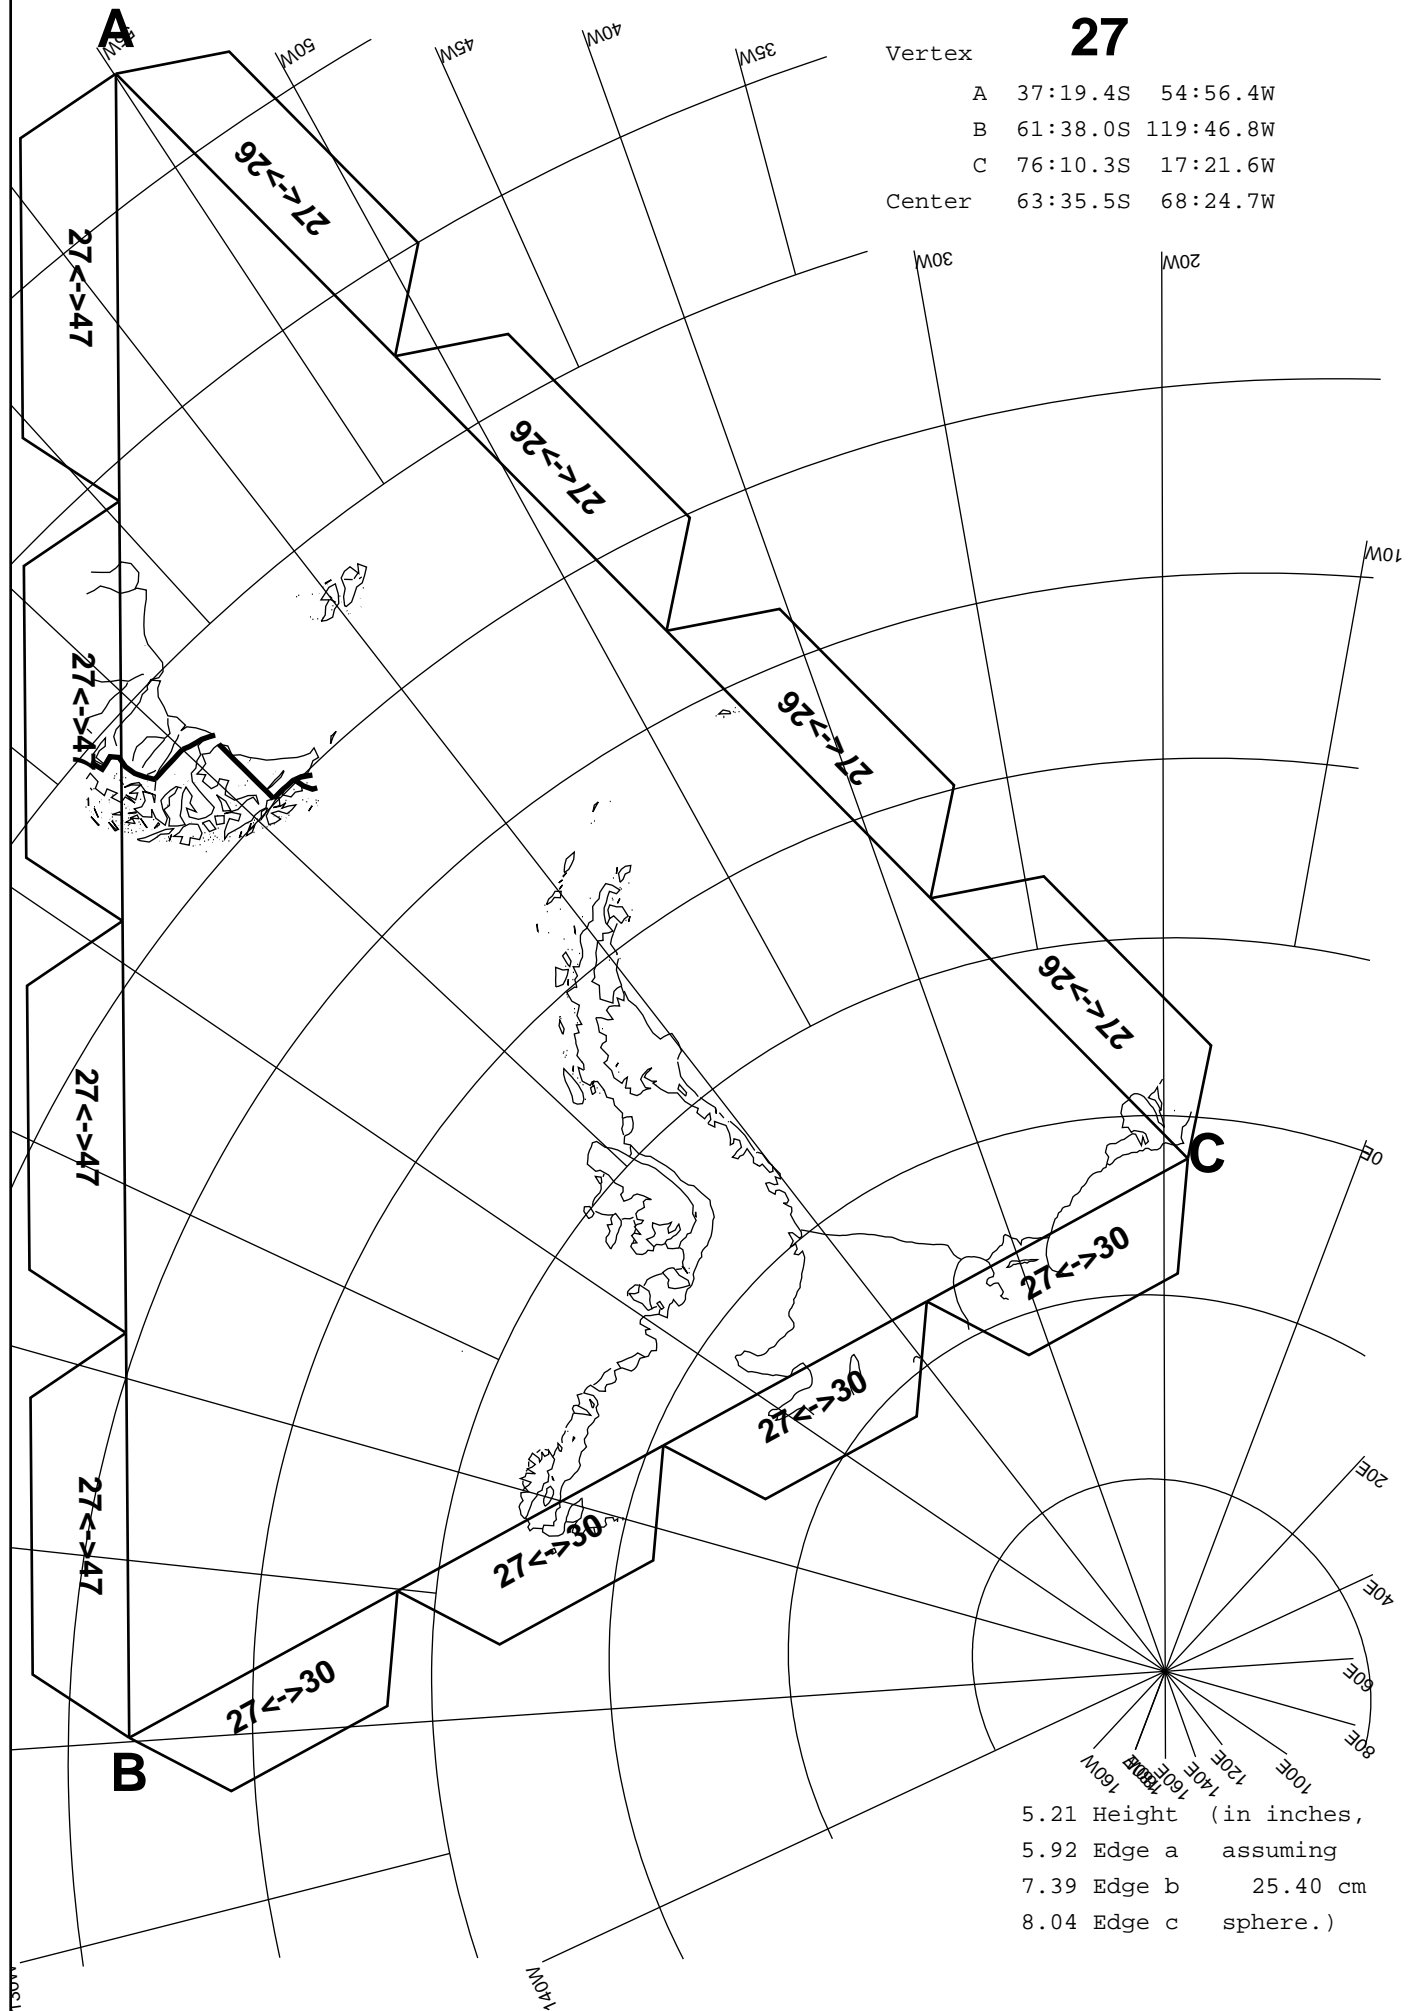 A
55W
50W
45W
40W
35W
27
Vertex
A 37:19.4S 54:56.4W
B 61:38.0S 119:46.8W
C 76:10.3S 17:21.6W
Center 63:35.5S 68:24.7W
30W
20W
10W
27<->26
27<->47
27<->26
27<->47
27<->26
27<->26
27<->47
C
0E
27<->30
27<->30
27<->47
27<->30
27<->30
B
20E
40E
60E
80E
100E
120E
140E
160E
160W
140W
5.21 Height (in inches,
5.92 Edge a assuming
7.39 Edge b 25.40 cm
8.04 Edge c sphere.)